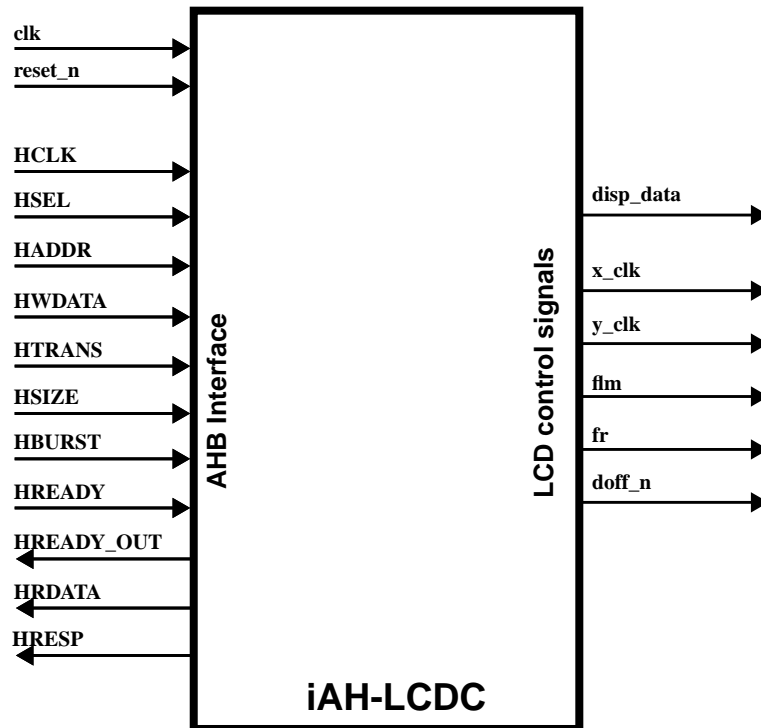 clk
reset_n
HCLK
HSEL
HADDR
HWDATA
HTRANS
HSIZE
HBURST
HREADY
HREADY_OUT
HRDATA
HRESP
AHB Interface
LCD control signals
disp_data
x_clk
y_clk
flm
fr
doff_n
iAH-LCDC